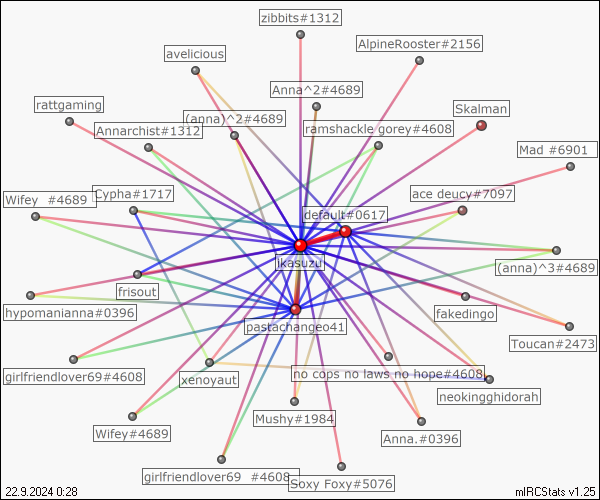 zibbits#1312
AlpineRooster#2156
avelicious
Anna^2#4689
rattgaming
Skalman
(anna)^2#4689
Annarchist#1312
ramshackle gorey#4608
Mad #6901
Wifey_ #4689
Cypha#1717
ace deucy#7097
default#0617
ikasuzu
(anna)^3#4689
frisout
hypomanianna#0396
fakedingo
pastachangeo41
Toucan#2473
girlfriendlover69#4608
xenoyaut
no cops no laws no hope#4608
neokingghidorah
Mushy#1984
Wifey#4689
Anna.#0396
girlfriendlover69_ #4608
Soxy Foxy#5076
22.9.2024 0:28
mIRCStats v1.25